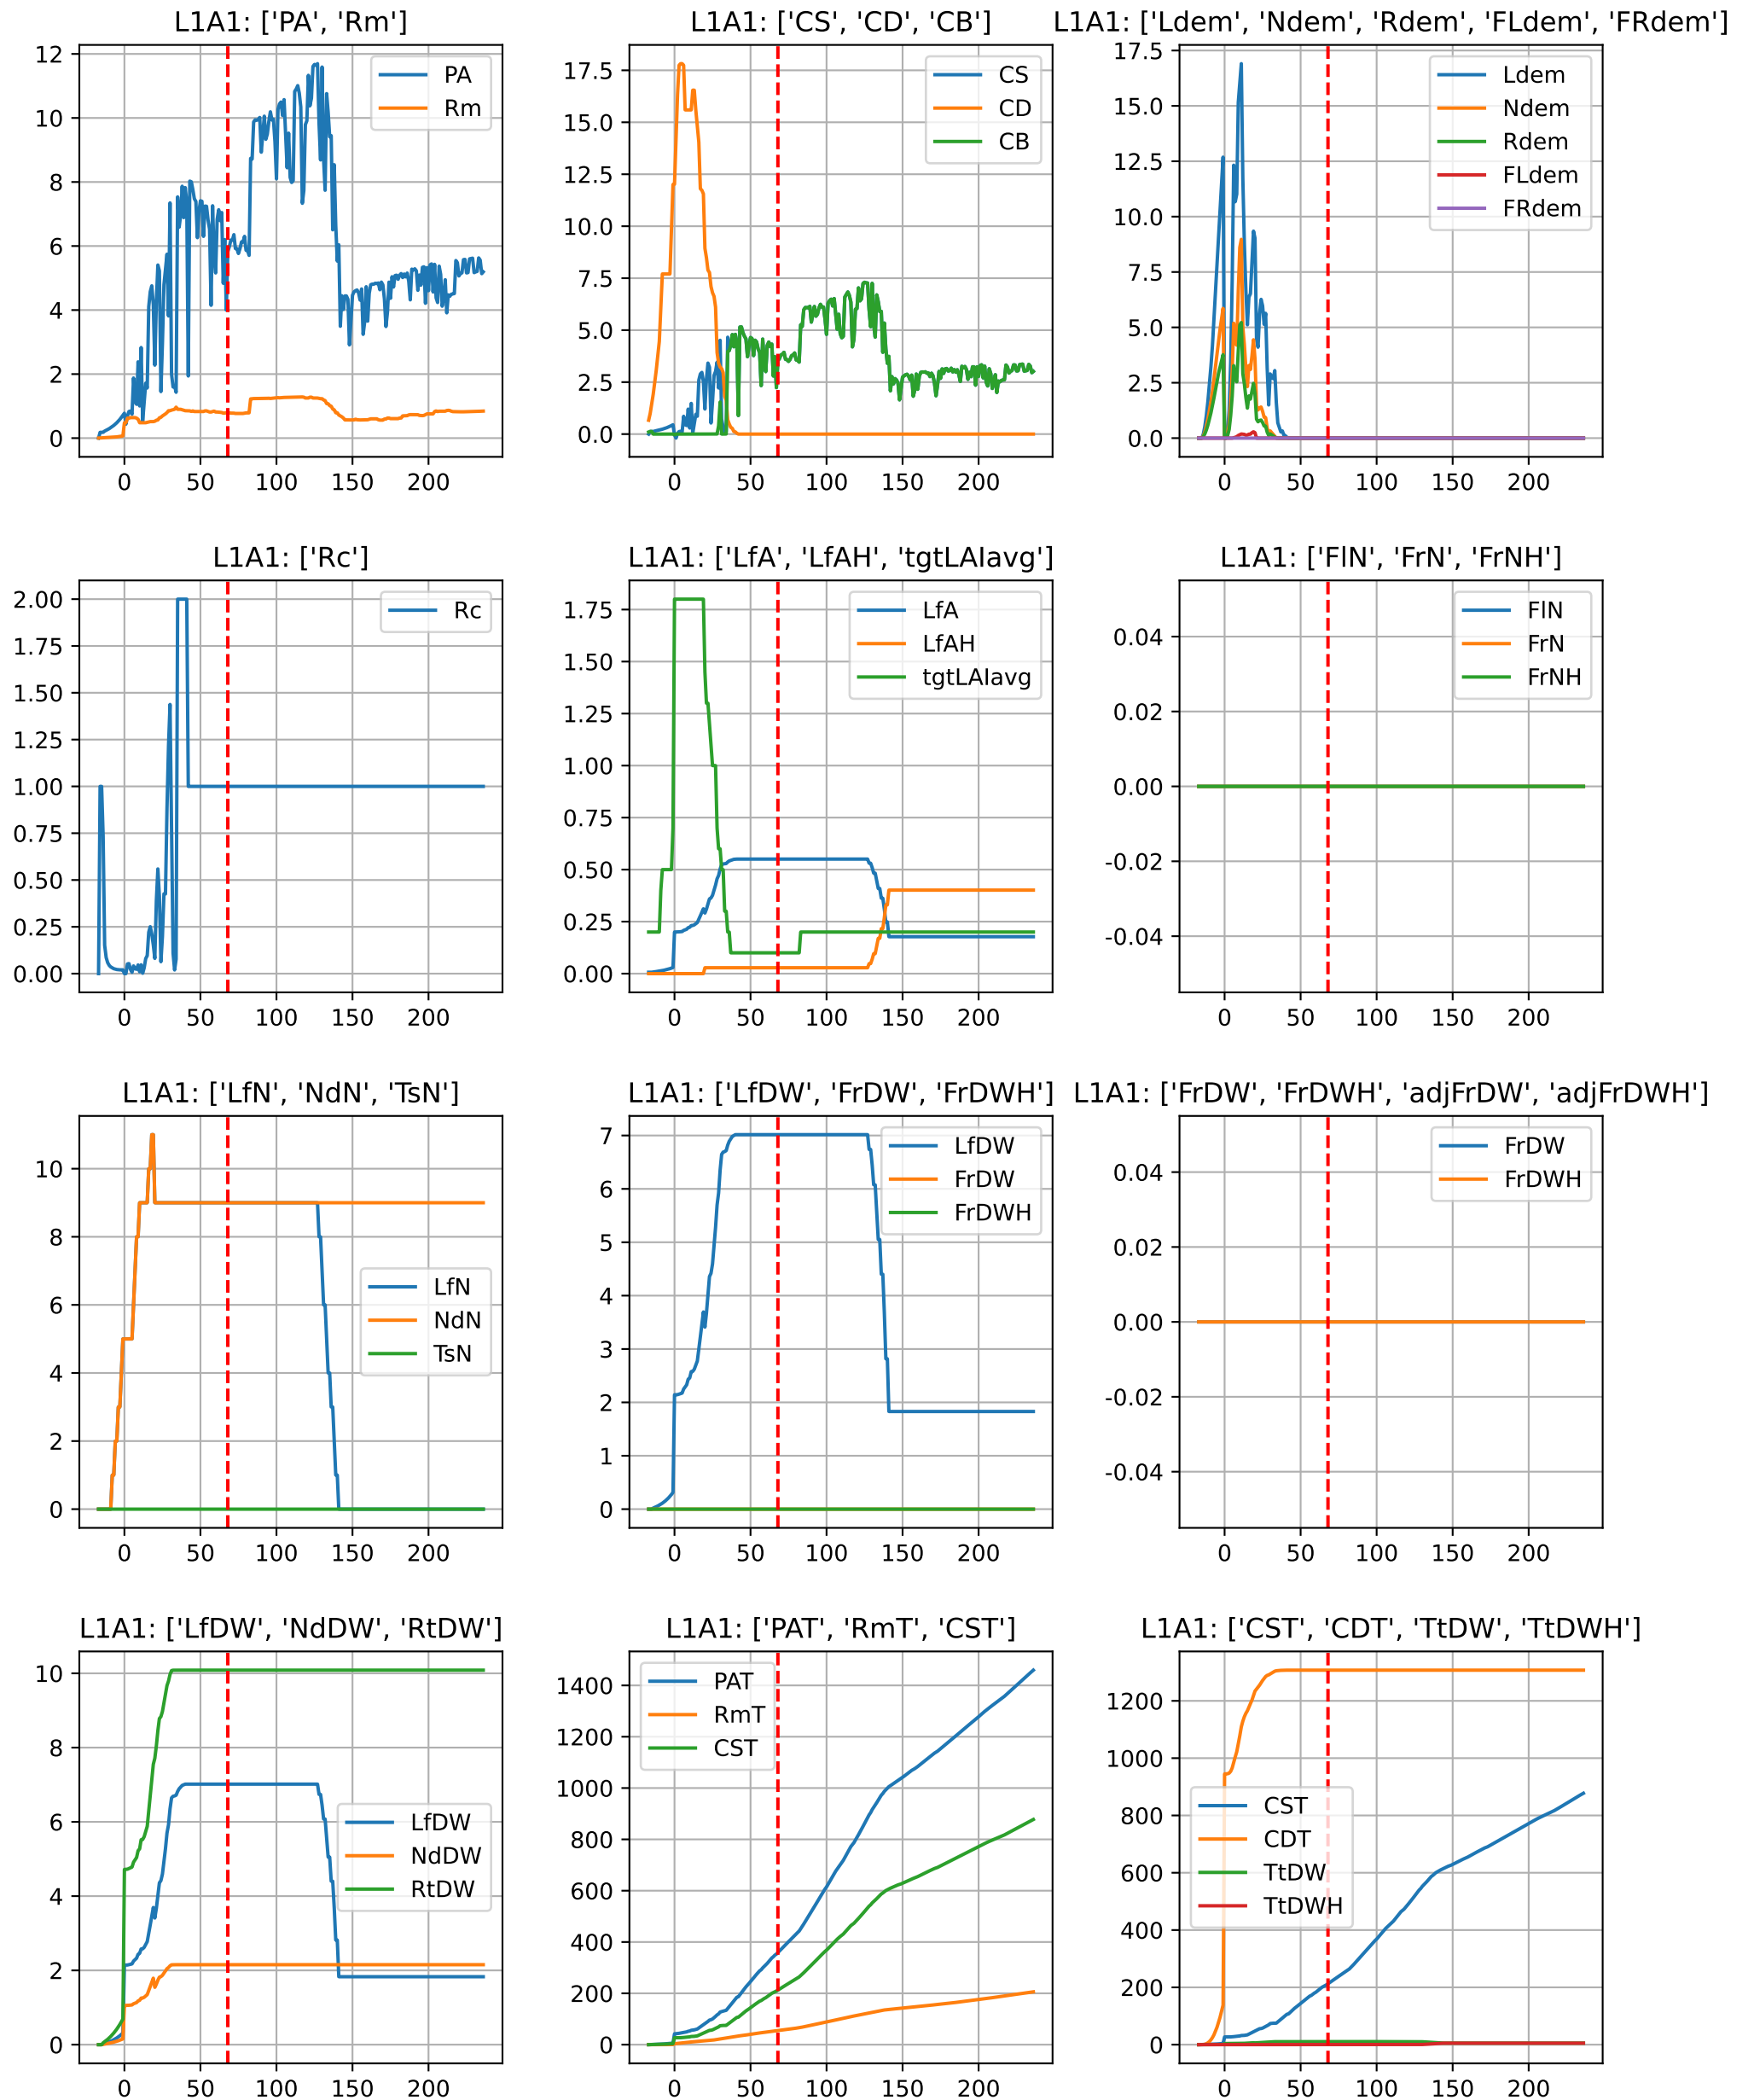 L1A1: ['PA', 'Rm']
12
10
8
6
4
2
0
0 50 100 150 200
PA
Rm
L1A1: ['CS', 'CD', 'CB']
17.5
15.0
12.5
10.0
7.5
5.0
2.5
0.0
0 50 100 150 200
CS
CD
CB
L1A1: ['Ldem', 'Ndem', 'Rdem', 'FLdem', 'FRdem']
17.5
15.0
12.5
10.0
7.5
5.0
2.5
0.0
0 50 100 150 200
Ldem
Ndem
Rdem
FLdem
FRdem
L1A1: ['Rc']
2.00
1.75
1.50
1.25
1.00
0.75
0.50
0.25
0.00
0 50 100 150 200
Rc
L1A1: ['LfA', 'LfAH', 'tgtLAIavg']
1.75
1.50
1.25
1.00
0.75
0.50
0.25
0.00
0 50 100 150 200
LfA
LfAH
tgtLAIavg
L1A1: ['FlN', 'FrN', 'FrNH']
0.04
0.02
0.00
-0.02
-0.04
0 50 100 150 200
FlN
FrN
FrNH
L1A1: ['LfN', 'NdN', 'TsN']
10
8
6
4
2
0
0 50 100 150 200
LfN
NdN
TsN
L1A1: ['LfDW', 'FrDW', 'FrDWH']
7
6
5
4
3
2
1
0
0 50 100 150 200
LfDW
FrDW
FrDWH
L1A1: ['FrDW', 'FrDWH', 'adjFrDW', 'adjFrDWH']
0.04
0.02
0.00
-0.02
-0.04
0 50 100 150 200
FrDW
FrDWH
L1A1: ['LfDW', 'NdDW', 'RtDW']
10
8
6
4
2
0
0 50 100 150 200
LfDW
NdDW
RtDW
L1A1: ['PAT', 'RmT', 'CST']
1400
1200
1000
800
600
400
200
0
0 50 100 150 200
PAT
RmT
CST
L1A1: ['CST', 'CDT', 'TtDW', 'TtDWH']
1200
1000
800
600
400
200
0
0 50 100 150 200
CST
CDT
TtDW
TtDWH